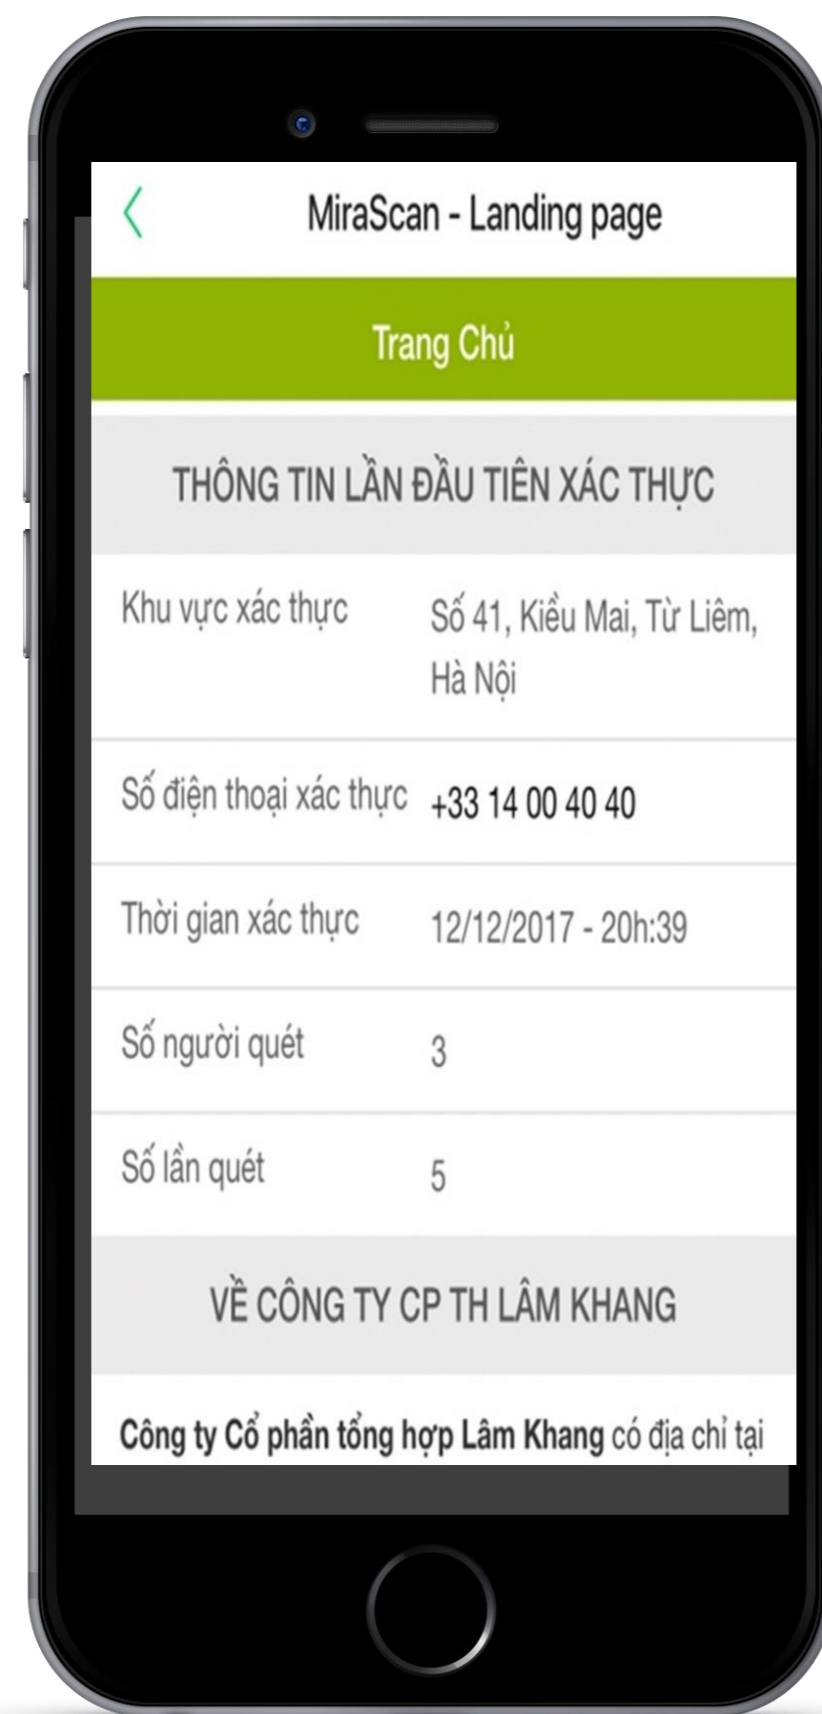 MiraScan - Landing page
Trang Chủ
THÔNG TIN LẦN ĐẦU TIÊN XÁC THỰC
Khu vực xác thực
Số 41, Kiều Mai, Từ Liêm,
Hà Nội
Số điện thoại xác thực +33 14 00 40 40
Thời gian xác thực 12/12/2017 - 20h:39
Số người quét 3
Số lần quét 5
VỀ CÔNG TY CP TH LÂM KHANG
Công ty Cổ phần tổng hợp Lâm Khang có địa chỉ tại